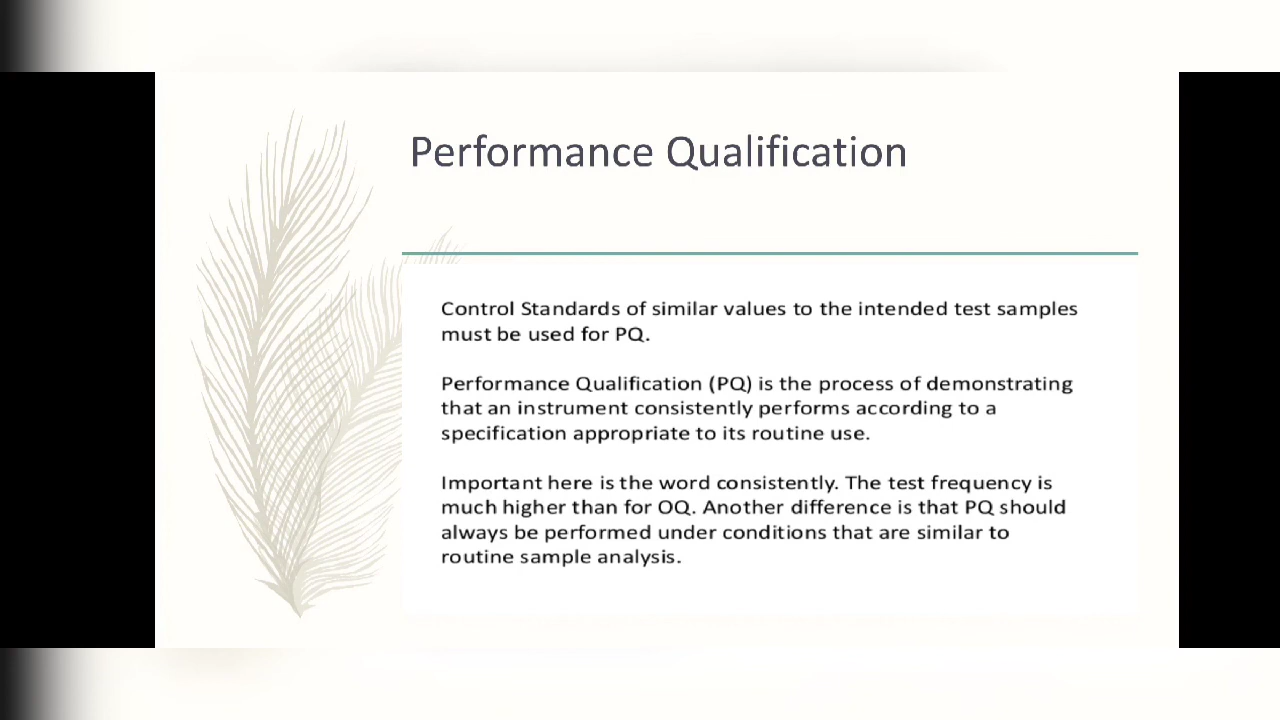 Performance Qualification
Control Standards of similar values to the intended test samples
must be used for PQ.
Performance Qualification (PQ) is the process of demonstrating
that an instrument consistently performs according to a
specification appropriate to its routine use.
Important here is the word consistently. The test frequency is
much higher than for OQ. Another difference is that PQ should
always be performed under conditions that are similar to
routine sample analysis.